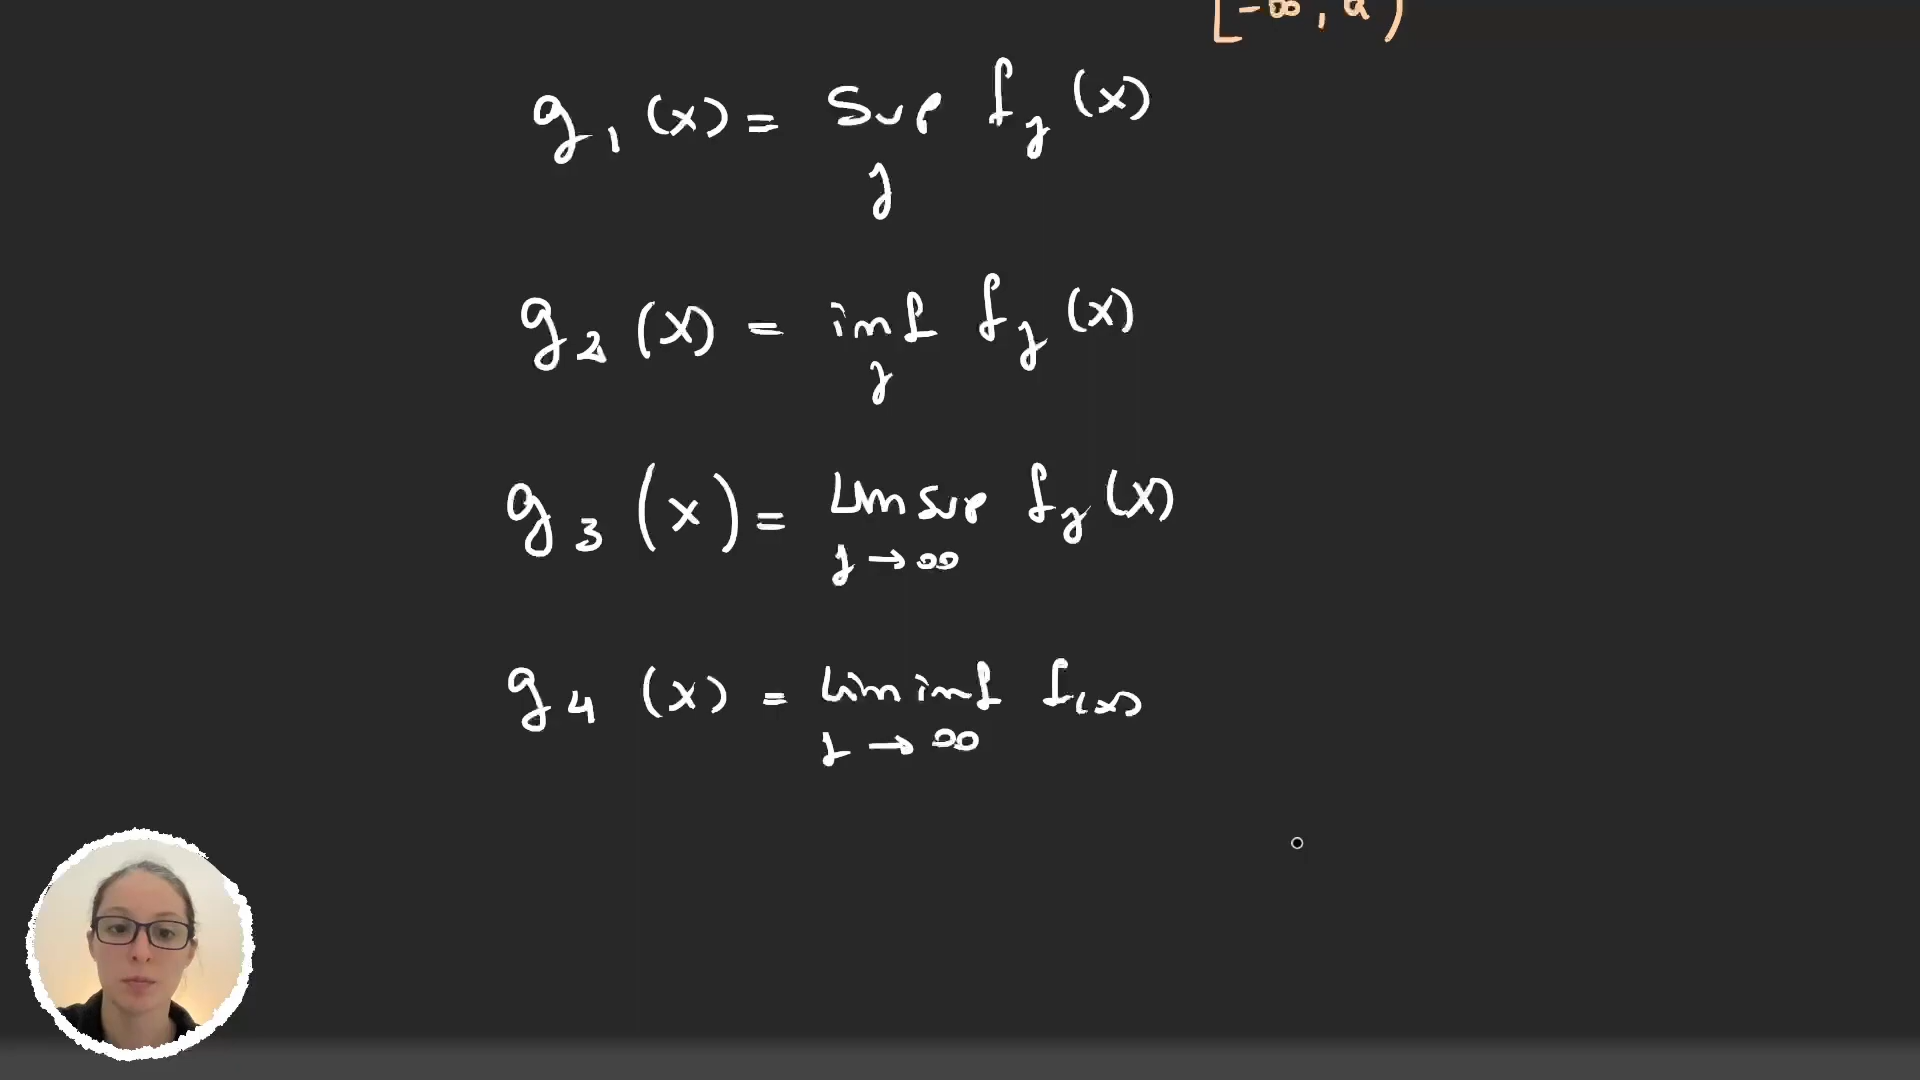 [-∞, a)
g₁(x) = sup f_j(x)
j
g₂(x) = inf f_j(x)
j
g₃(x) = lim sup f_j(x)
j → ∞
g₄(x) = lim inf f(x)
j → ∞